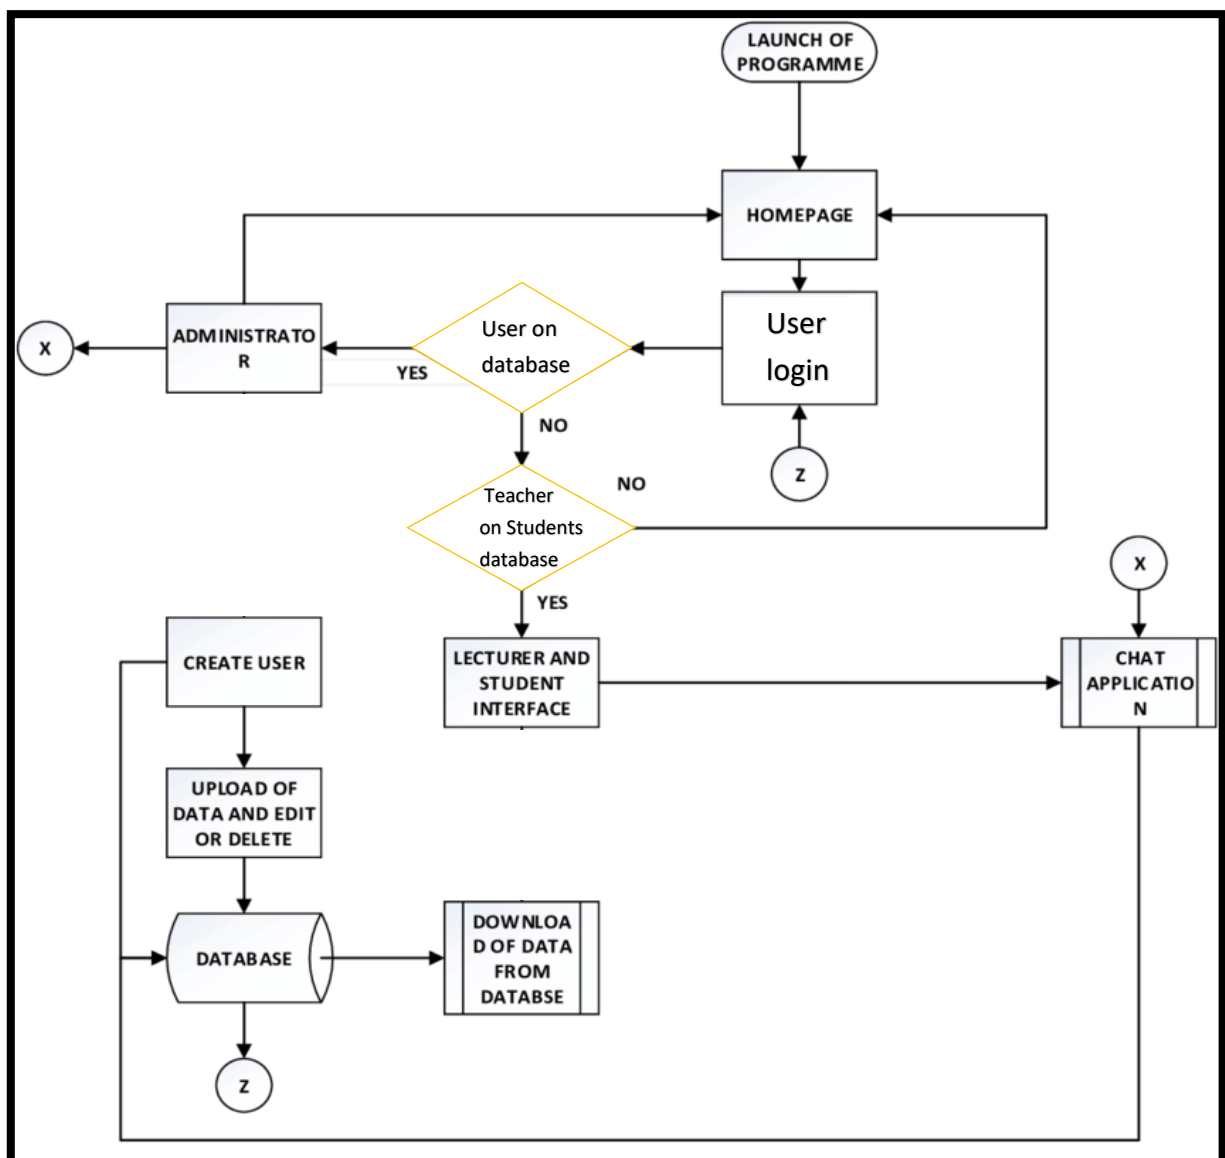 LAUNCH OF
PROGRAMME
HOMEPAGE
User
login
User on
database
ADMINISTRATO
R
X
YES
NO
Z
Teacher
on Students
database
NO
X
YES
CREATE USER
LECTURER AND
STUDENT
INTERFACE
CHAT
APPLICATIO
N
UPLOAD OF
DATA AND EDIT
OR DELETE
DATABASE
DOWNLOA
D OF DATA
FROM
DATABSE
Z